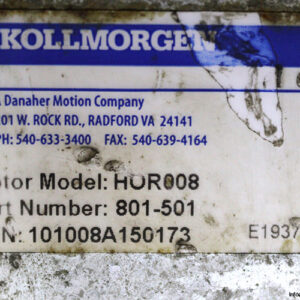 KOLLMORGEN
A Danaher Motion Company
01 W. ROCK RD., RADFORD VA 24141
PH: 540-633-3400 FAX: 540-639-4164
otor Model: HOR008
rt Number: 801-501
N: 101008A150173 E1937